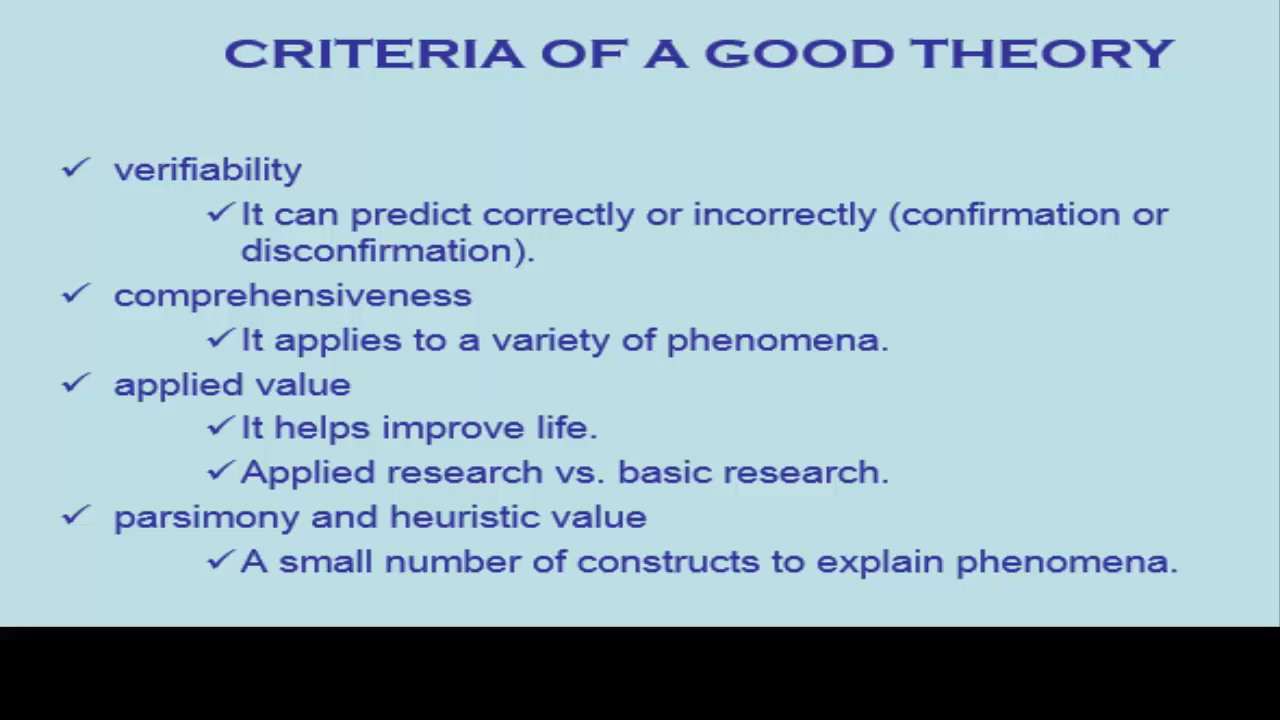 CRITERIA OF A GOOD THEORY
✓ verifiability
✓ It can predict correctly or incorrectly (confirmation or
disconfirmation).
✓ comprehensiveness
✓ It applies to a variety of phenomena.
✓ applied value
✓ It helps improve life.
✓ Applied research vs. basic research.
✓ parsimony and heuristic value
✓ A small number of constructs to explain phenomena.